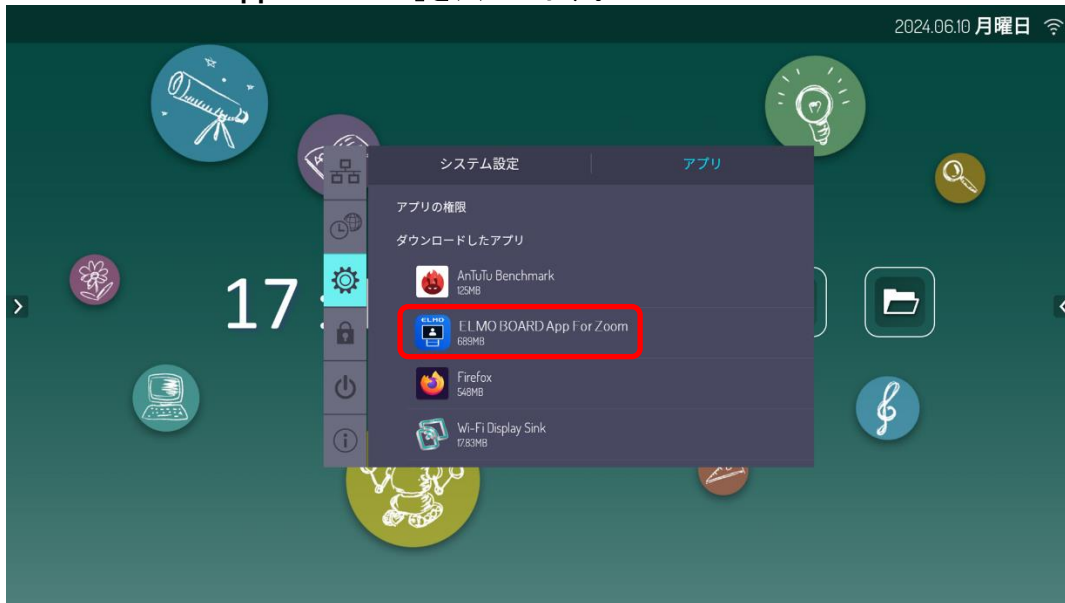 2024.06.10 月曜日
システム設定
アプリ
アプリの権限
ダウンロードしたアプリ
AnTuTu Benchmark
125MB
ELMO
ELMO BOARD App For Zoom
689MB
17
Firefox
548MB
Wi-Fi Display Sink
17.83MB